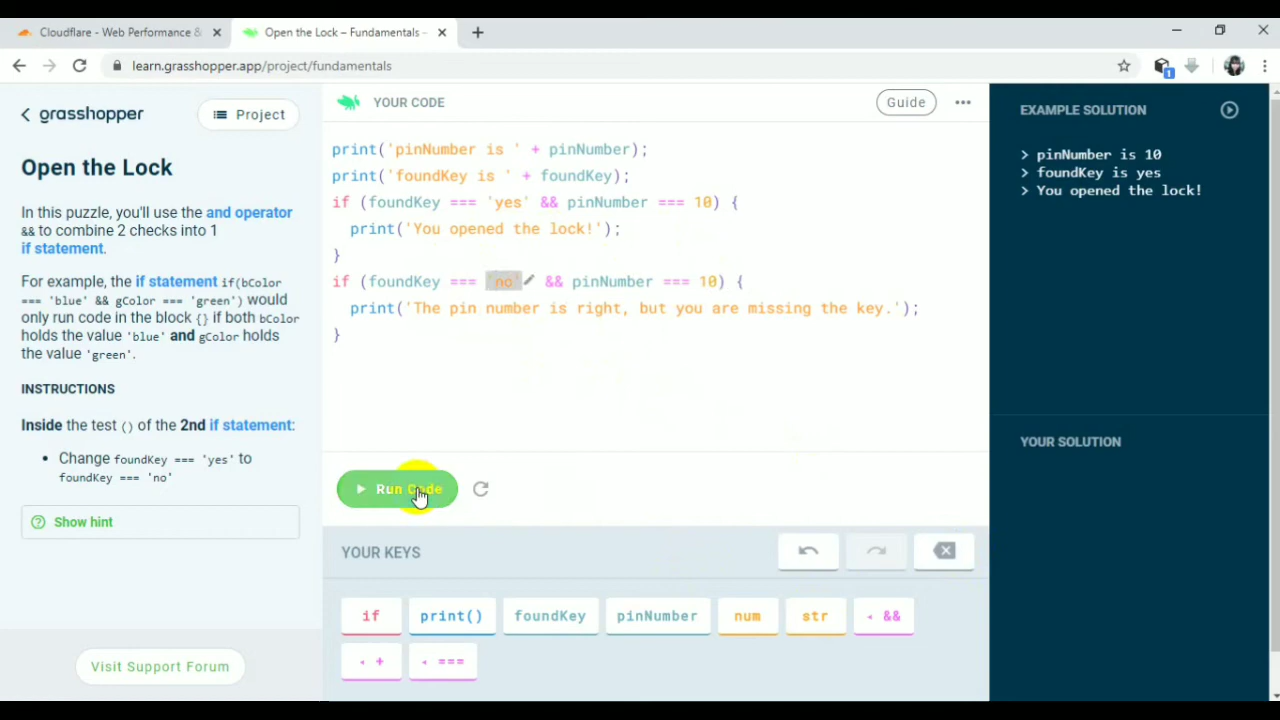 Cloudflare - Web Performance &
Open the Lock – Fundamentals –
learn.grasshopper.app/project/fundamentals
1
grasshopper
Project
Open the Lock
In this puzzle, you'll use the and operator
&& to combine 2 checks into 1
if statement.
For example, the if statement if(bColor
=== 'blue' && gColor === 'green') would
only run code in the block {} if both bColor
holds the value 'blue' and gColor holds
the value 'green'.
INSTRUCTIONS
Inside the test () of the 2nd if statement:
• Change foundKey === 'yes' to
foundKey === 'no'
Show hint
Visit Support Forum
YOUR CODE
Guide
print('pinNumber is ' + pinNumber);
print('foundKey is ' + foundKey);
if (foundKey === 'yes' && pinNumber === 10) {
print('You opened the lock!');
}
if (foundKey === 'no' && pinNumber === 10) {
print('The pin number is right, but you are missing the key.');
}
Run Code
YOUR KEYS
if
print()
foundKey
pinNumber
num
str
&&
+
===
EXAMPLE SOLUTION
> pinNumber is 10
> foundKey is yes
> You opened the lock!
YOUR SOLUTION